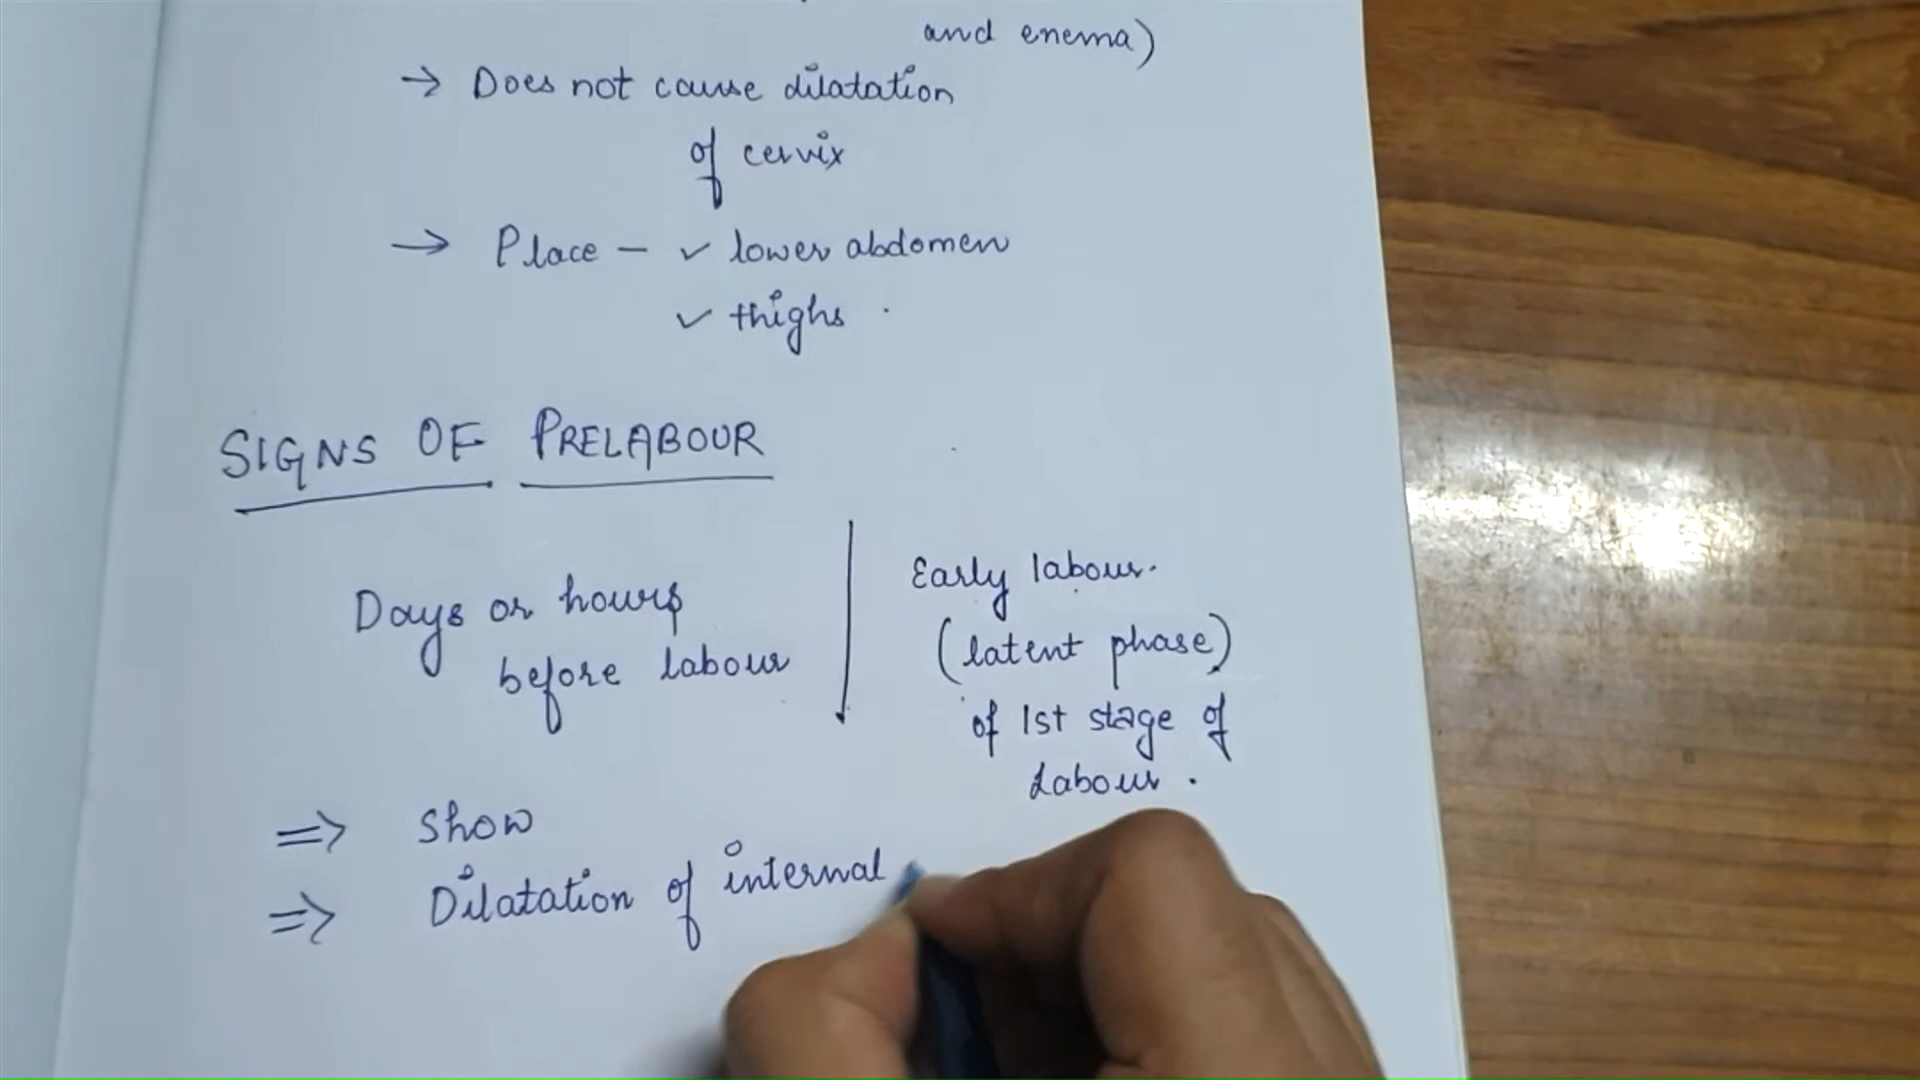 and enema)
→ Does not cause dilatation
of cervix
→ Place – ✓ lower abdomen
✓ thighs.
SIGNS OF PRELABOUR
Days or hours
before labour
Early labour.
(latent phase)
of 1st stage of
Labour.
⇒ Show
⇒ Dilatation of internal